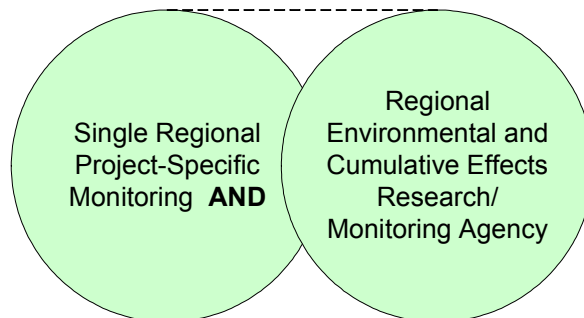 Single Regional
Project-Specific
Monitoring AND
Regional
Environmental and
Cumulative Effects
Research/
Monitoring Agency